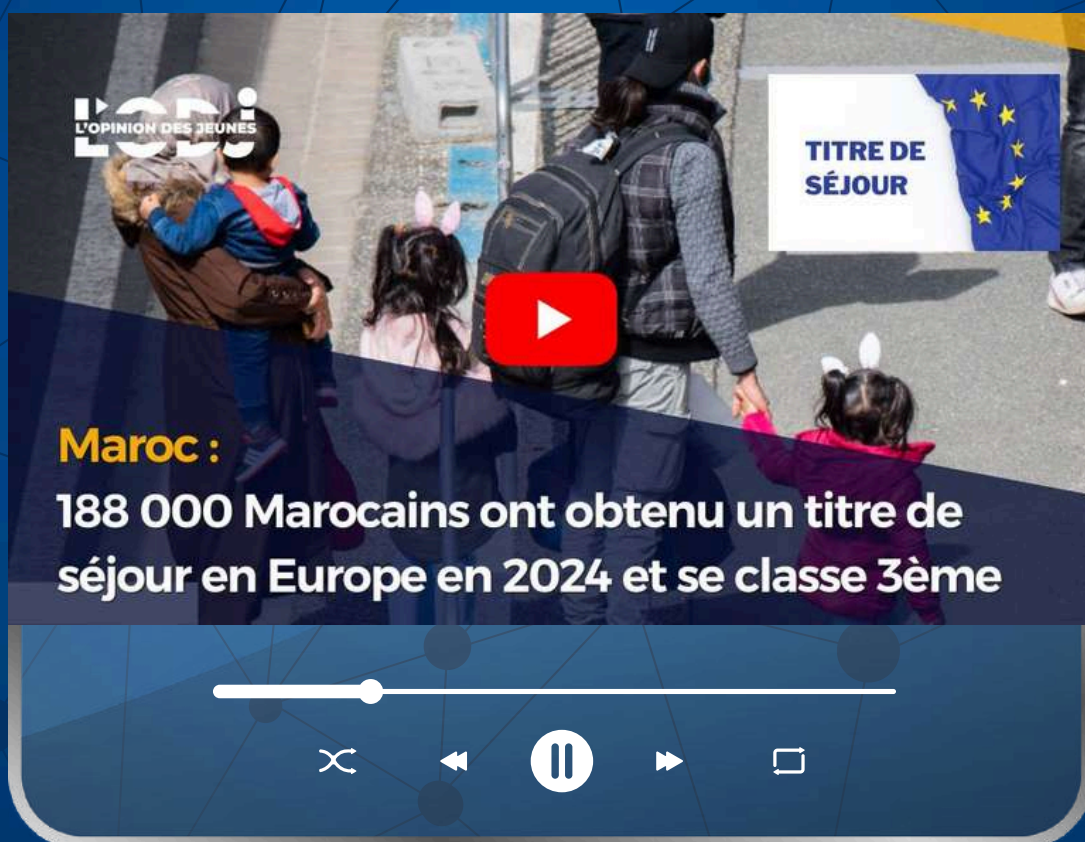 L'ODJ
L'OPINION DES JEUNES
TITRE DE
SÉJOUR
Maroc :
188 000 Marocains ont obtenu un titre de
séjour en Europe en 2024 et se classe 3ème